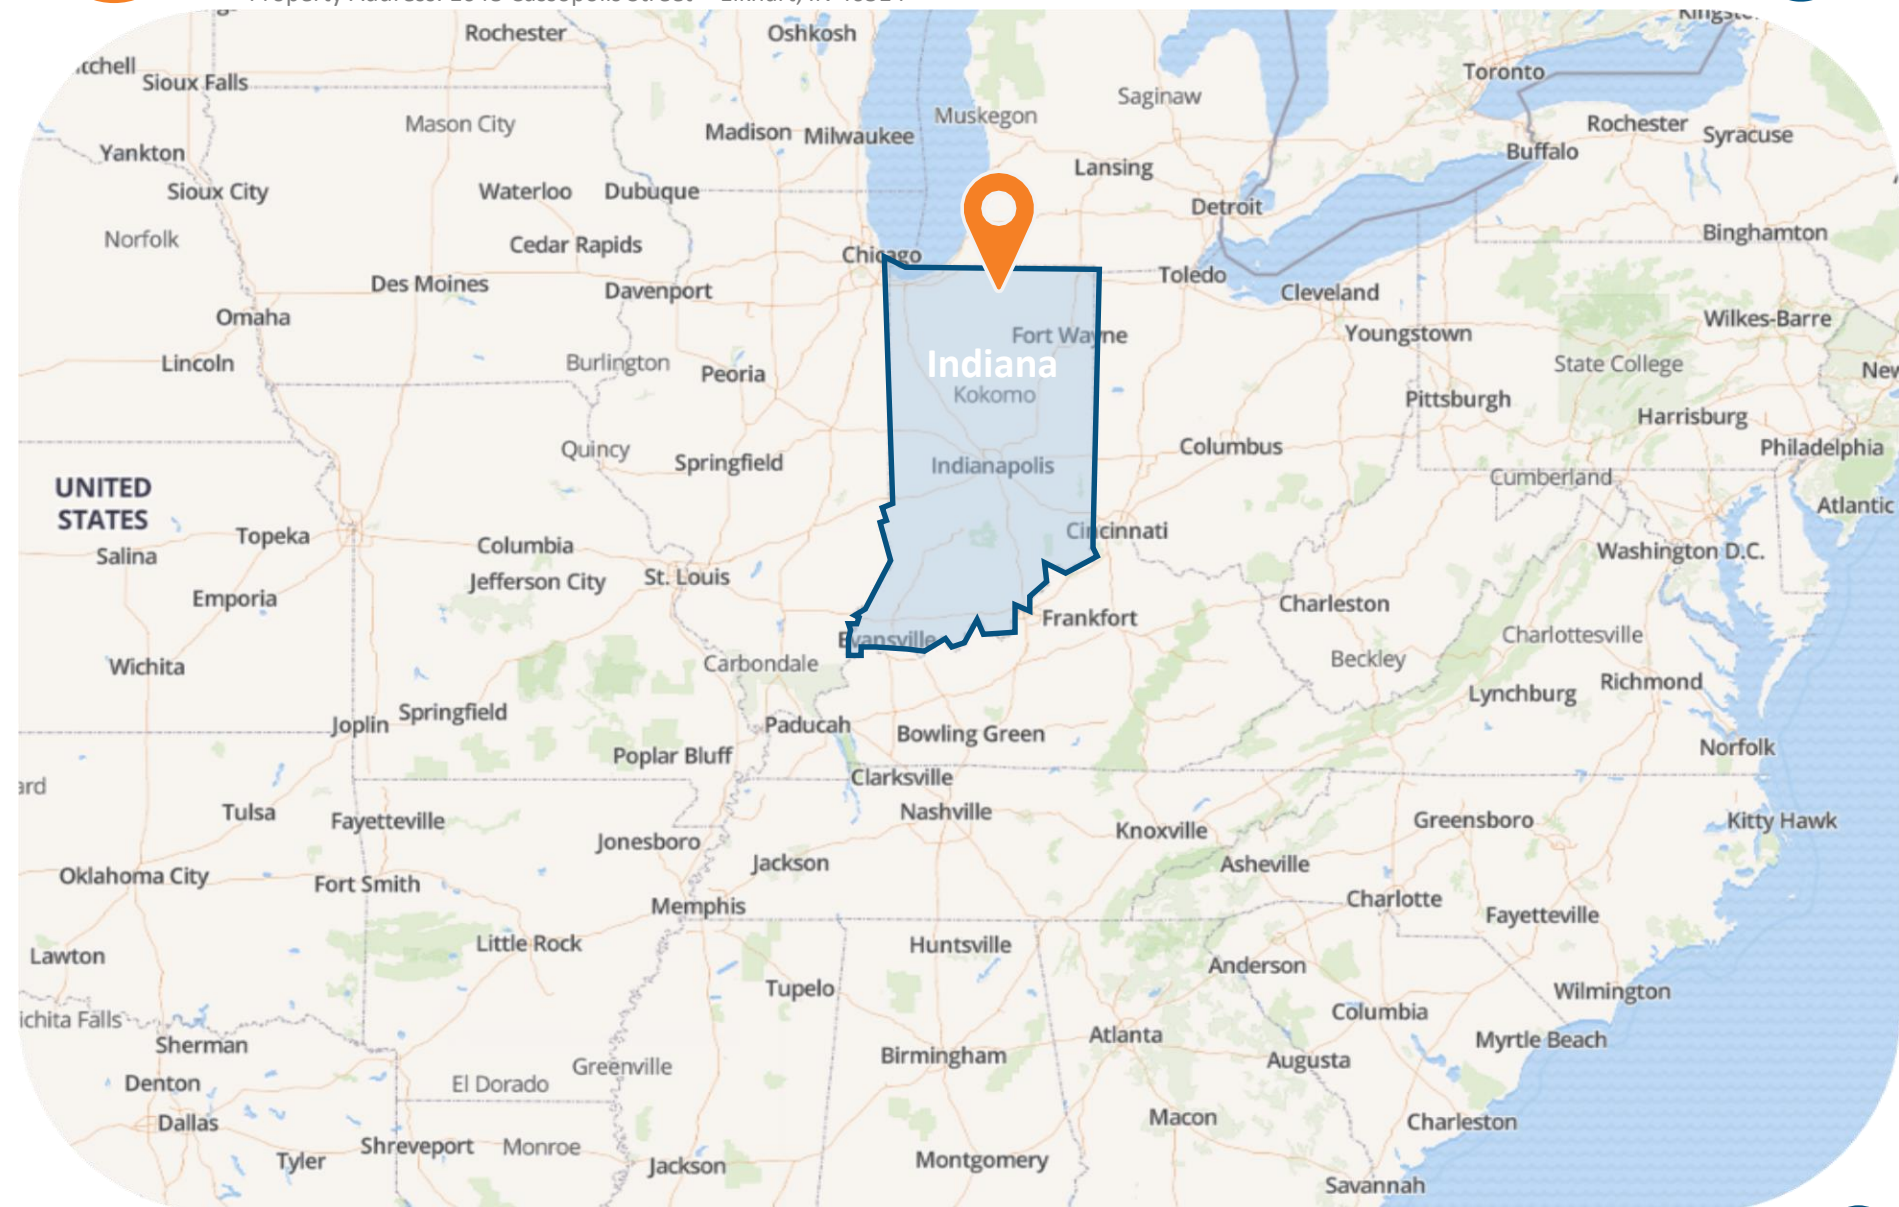 Rochester
Oshkosh
Toronto
Sioux Falls
Saginaw
Mason City
Muskegon
Rochester
Madison
Milwaukee
Syracuse
Yankton
Buffalo
Lansing
Sioux City
Waterloo
Dubuque
Detroit
Norfolk
Cedar Rapids
Binghamton
Chicago
Des Moines
Davenport
Toledo
Cleveland
Omaha
Fort Wayne
Youngstown
Wilkes-Barre
Lincoln
Burlington
Peoria
Indiana
State College
Kokomo
Pittsburgh
Harrisburg
Quincy
Springfield
Indianapolis
Columbus
Philadelphia
Cumberland
UNITED
STATES
Atlantic
Salina
Topeka
Columbia
Cincinnati
Washington D.C.
Jefferson City
St. Louis
Emporia
Frankfort
Charleston
Evansville
Charlottesville
Wichita
Carbondale
Beckley
Richmond
Lynchburg
Joplin
Springfield
Paducah
Bowling Green
Poplar Bluff
Norfolk
Clarksville
Tulsa
Fayetteville
Nashville
Greensboro
Kitty Hawk
Jonesboro
Knoxville
Jackson
Asheville
Oklahoma City
Fort Smith
Memphis
Charlotte
Fayetteville
Lawton
Little Rock
Huntsville
Anderson
Tupelo
Wilmington
ichita Falls
Columbia
Sherman
Birmingham
Atlanta
Myrtle Beach
Denton
El Dorado
Greenville
Augusta
Dallas
Macon
Charleston
Tyler
Shreveport
Monroe
Jackson
Montgomery
Savannah